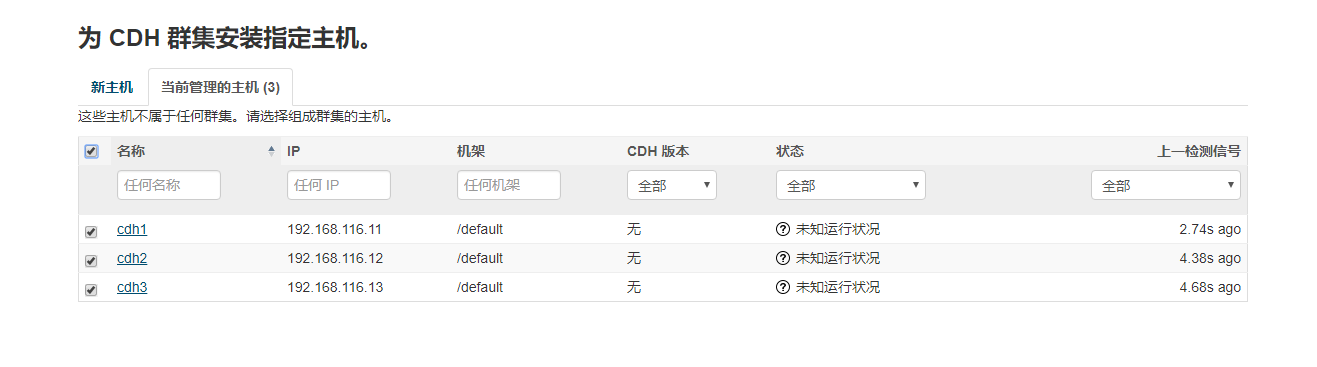 为 CDH 群集安装指定主机。
新主机 当前管理的主机 (3)
这些主机不属于任何群集。请选择组成群集的主机。
名称 IP 机架 CDH 版本 状态 上一检测信号
任何名称 任何 IP 任何机架 全部 全部 全部
cdh1 192.168.116.11 /default 无 未知运行状况 2.74s ago
cdh2 192.168.116.12 /default 无 未知运行状况 4.38s ago
cdh3 192.168.116.13 /default 无 未知运行状况 4.68s ago